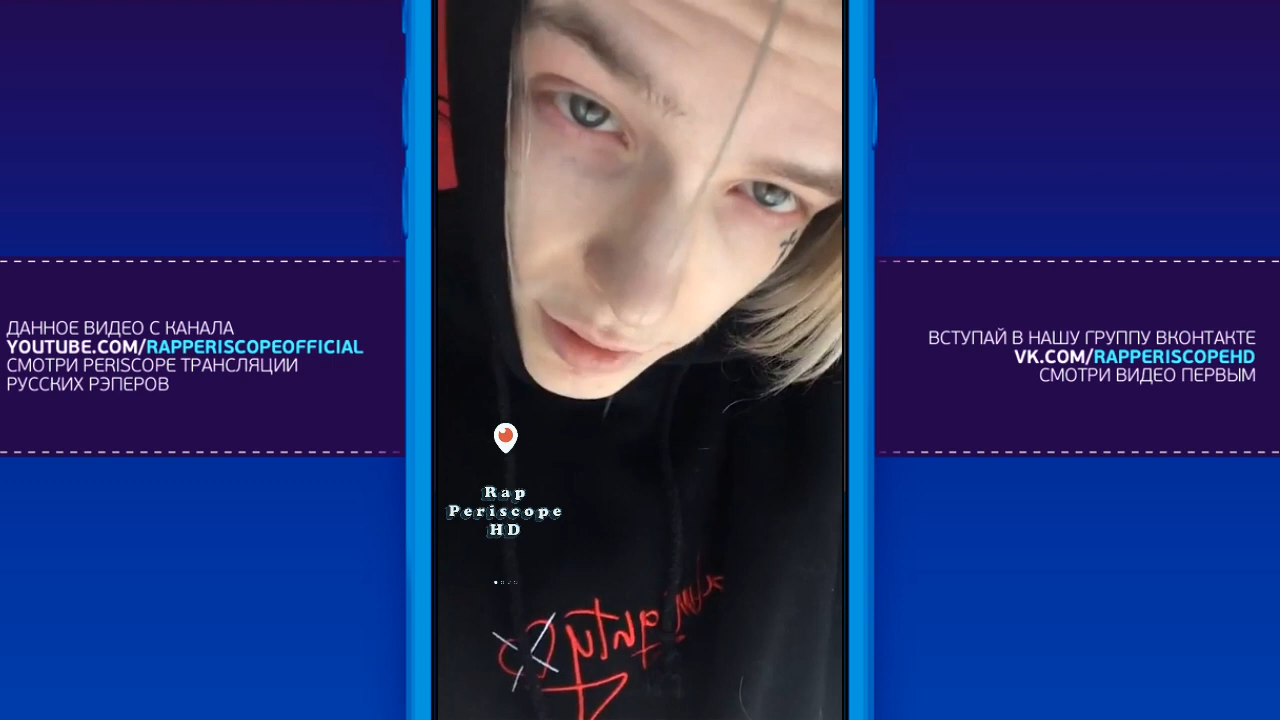 ДАННОЕ ВИДЕО С КАНАЛА
YOUTUBE.COM/RAPPERISCOPEOFFICIAL
СМОТРИ PERISCOPE ТРАНСЛЯЦИИ
РУССКИХ РЭПЕРОВ
ВСТУПАЙ В НАШУ ГРУППУ ВКОНТАКТЕ
VK.COM/RAPPERISCOPEHD
СМОТРИ ВИДЕО ПЕРВЫМ
Rap
Periscope
HD